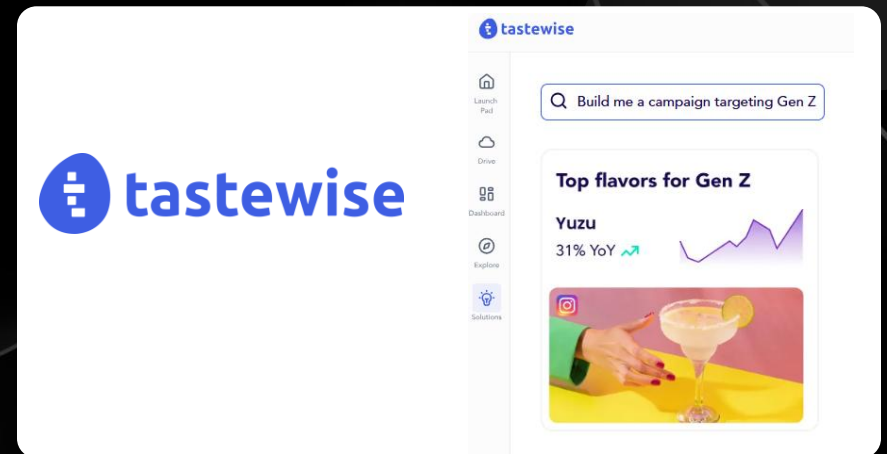 tastewise
tastewise
Launch
Pad
Drive
Dashboard
Explore
Solutions
Build me a campaign targeting Gen Z
Top flavors for Gen Z
Yuzu
31% YoY